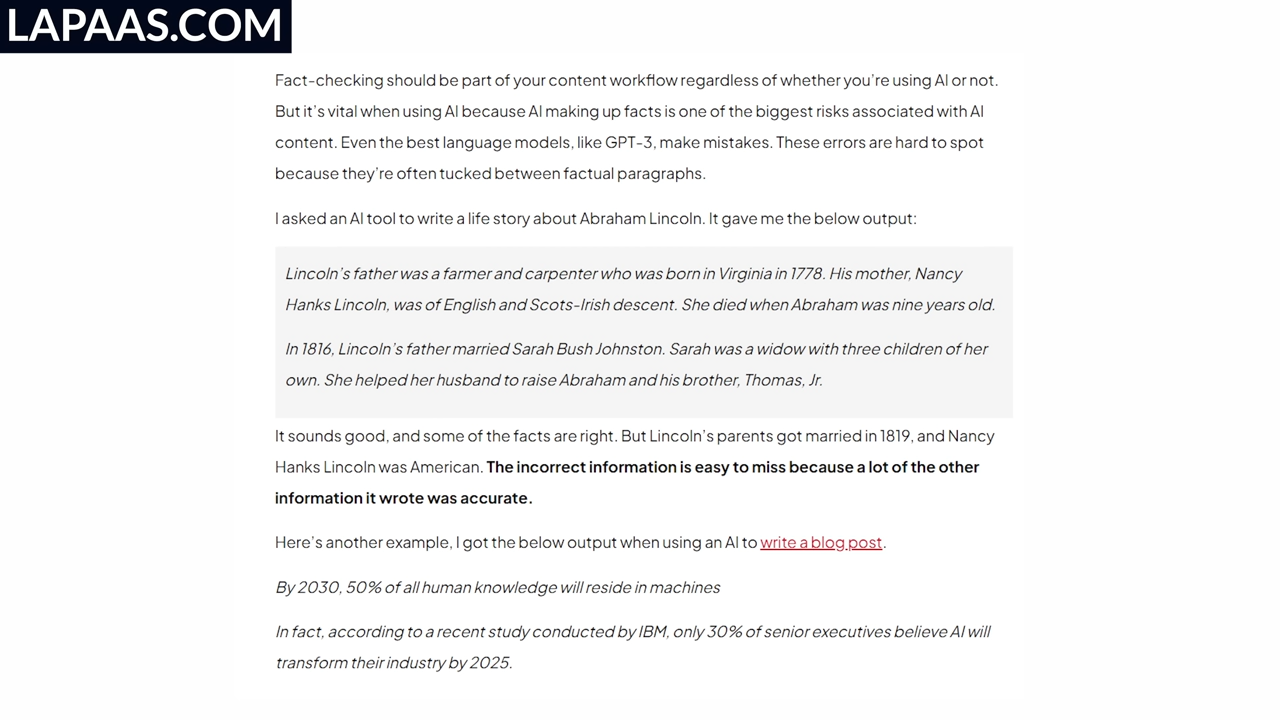 LAPAAS.COM
Fact-checking should be part of your content workflow regardless of whether you're using AI or not.
But it's vital when using AI because AI making up facts is one of the biggest risks associated with AI
content. Even the best language models, like GPT-3, make mistakes. These errors are hard to spot
because they're often tucked between factual paragraphs.
I asked an AI tool to write a life story about Abraham Lincoln. It gave me the below output:
Lincoln's father was a farmer and carpenter who was born in Virginia in 1778. His mother, Nancy
Hanks Lincoln, was of English and Scots-Irish descent. She died when Abraham was nine years old.
In 1816, Lincoln's father married Sarah Bush Johnston. Sarah was a widow with three children of her
own. She helped her husband to raise Abraham and his brother, Thomas, Jr.
It sounds good, and some of the facts are right. But Lincoln's parents got married in 1819, and Nancy
Hanks Lincoln was American. The incorrect information is easy to miss because a lot of the other
information it wrote was accurate.
Here's another example, I got the below output when using an AI to write a blog post.
By 2030, 50% of all human knowledge will reside in machines
In fact, according to a recent study conducted by IBM, only 30% of senior executives believe AI will
transform their industry by 2025.